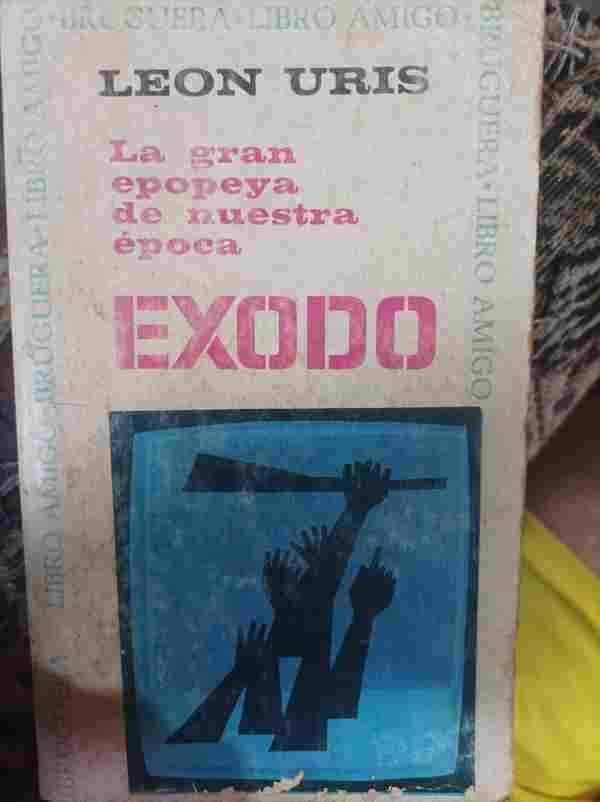 ·BRUGUERA·LIBRO AMIGO·
LEON URIS
La gran
epopeya
de nuestra
época
EXODO
BRUGUERA·LIBRO AMIGO
LIBRO AMIGO·BRUGUERA·LIBRO AMIGO
BRUGUERA